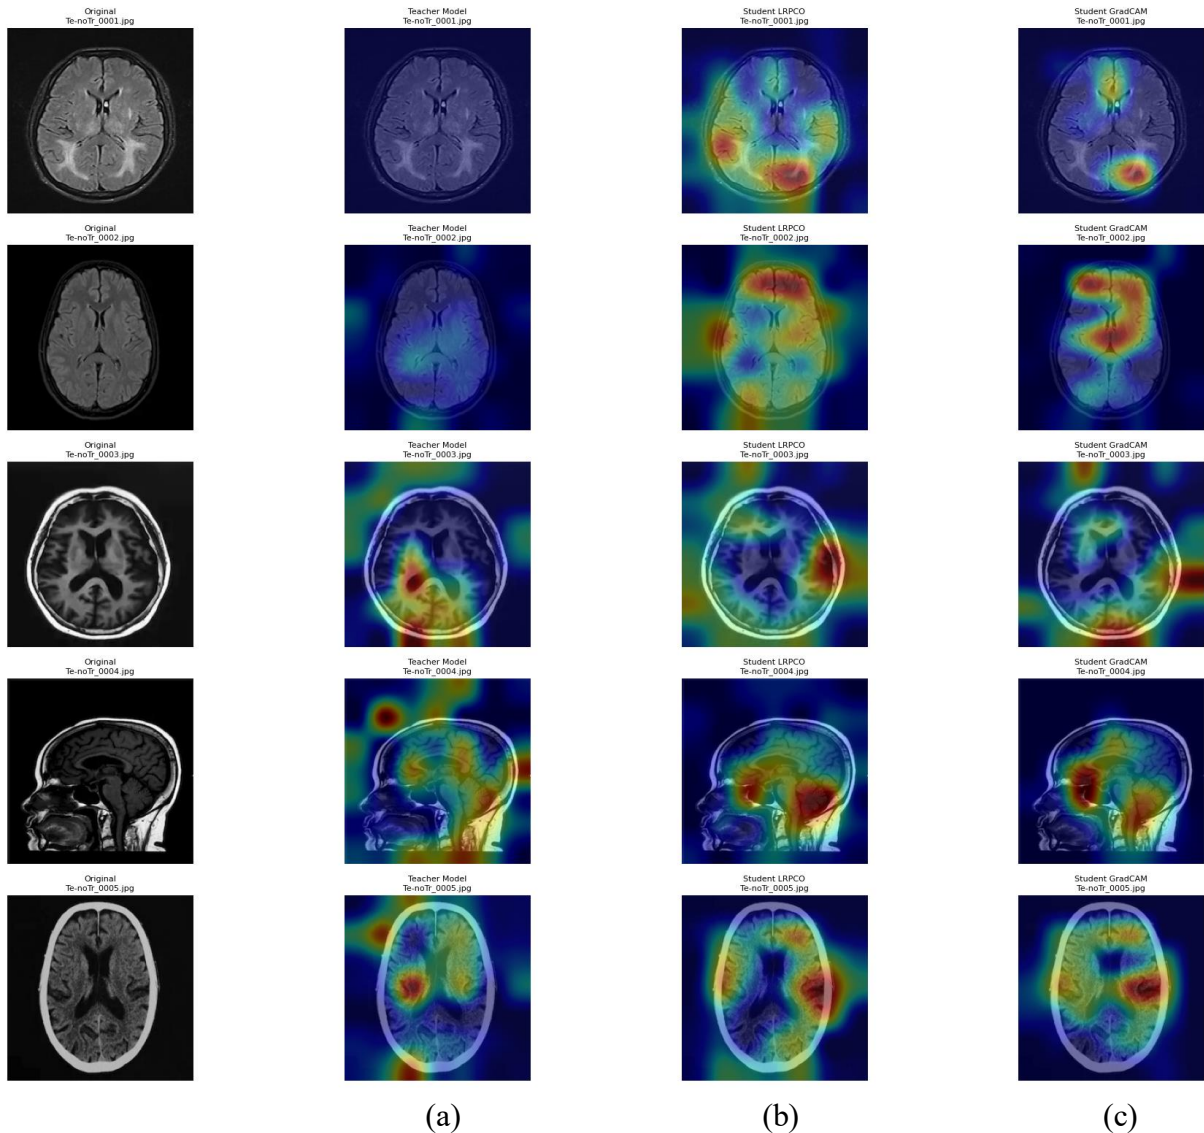 Original
Te-noTr_0001.jpg
Teacher Model
Te-noTr_0001.jpg
Student LRPCO
Te-noTr_0001.jpg
Student GradCAM
Te-noTr_0001.jpg
Original
Te-noTr_0002.jpg
Teacher Model
Te-noTr_0002.jpg
Student LRPCO
Te-noTr_0002.jpg
Student GradCAM
Te-noTr_0002.jpg
Original
Te-noTr_0003.jpg
Teacher Model
Te-noTr_0003.jpg
Student LRPCO
Te-noTr_0003.jpg
Student GradCAM
Te-noTr_0003.jpg
Original
Te-noTr_0004.jpg
Teacher Model
Te-noTr_0004.jpg
Student LRPCO
Te-noTr_0004.jpg
Student GradCAM
Te-noTr_0004.jpg
Original
Te-noTr_0005.jpg
Teacher Model
Te-noTr_0005.jpg
Student LRPCO
Te-noTr_0005.jpg
Student GradCAM
Te-noTr_0005.jpg
(a)
(b)
(c)